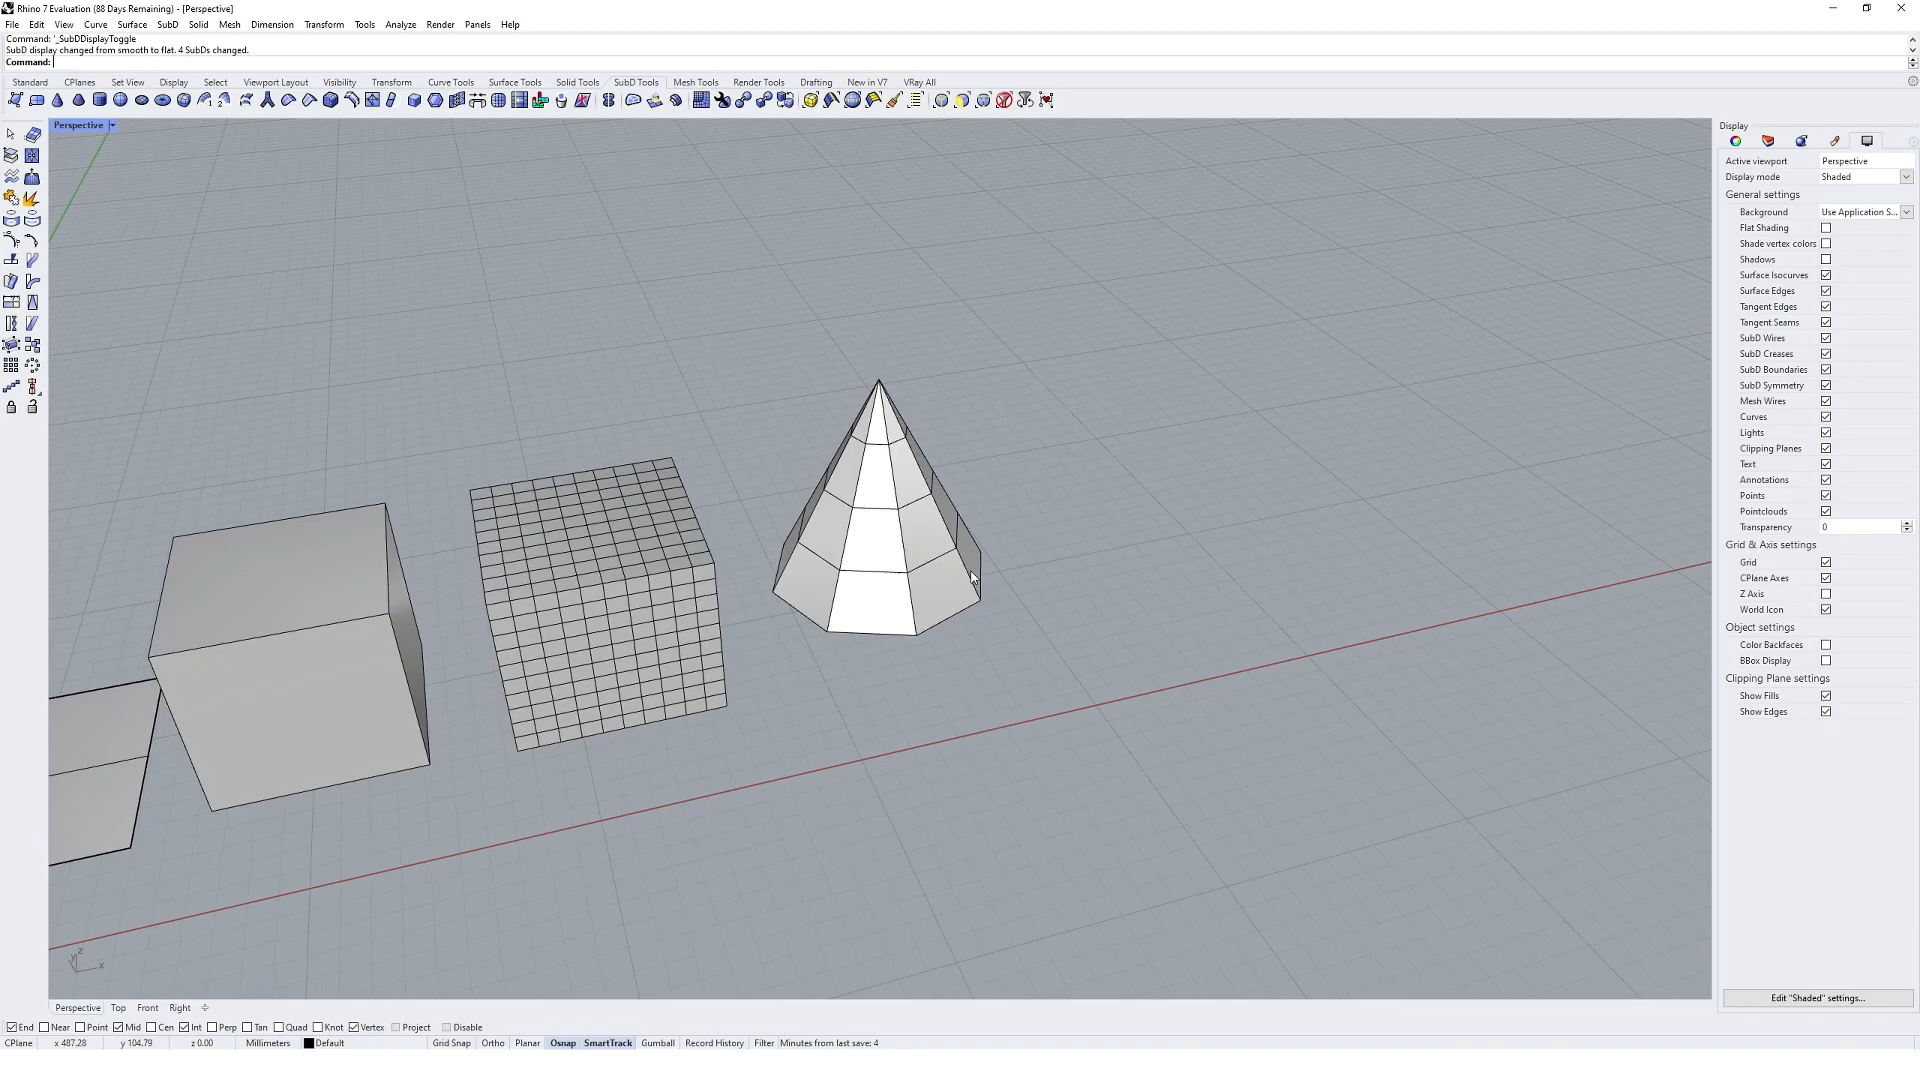 Rhino 7 Evaluation (88 Days Remaining) - [Perspective]
File Edit View Curve Surface SubD Solid Mesh Dimension Transform Tools Analyze Render Panels Help
Command: '_SubDDisplayToggle
SubD display changed from smooth to flat. 4 SubDs changed.
Command:
Standard CPlanes Set View Display Select Viewport Layout Visibility Transform Curve Tools Surface Tools Solid Tools SubD Tools Mesh Tools Render Tools Drafting New in V7 VRay All
Perspective
Display
Active viewport Perspective
Display mode Shaded
General settings
Background Use Application S...
Flat Shading
Shade vertex colors
Shadows
Surface Isocurves
Surface Edges
Tangent Edges
Tangent Seams
SubD Wires
SubD Creases
SubD Boundaries
SubD Symmetry
Mesh Wires
Curves
Lights
Clipping Planes
Text
Annotations
Points
Pointclouds
Transparency 0
Grid & Axis settings
Grid
CPlane Axes
Z Axis
World Icon
Object settings
Color Backfaces
BBox Display
Clipping Plane settings
Show Fills
Show Edges
Edit "Shaded" settings...
z
y
x
Perspective Top Front Right
End Near Point Mid Cen Int Perp Tan Quad Knot Vertex Project Disable
CPlane x 487.28 y 104.79 z 0.00 Millimeters Default Grid Snap Ortho Planar Osnap SmartTrack Gumball Record History Filter Minutes from last save: 4